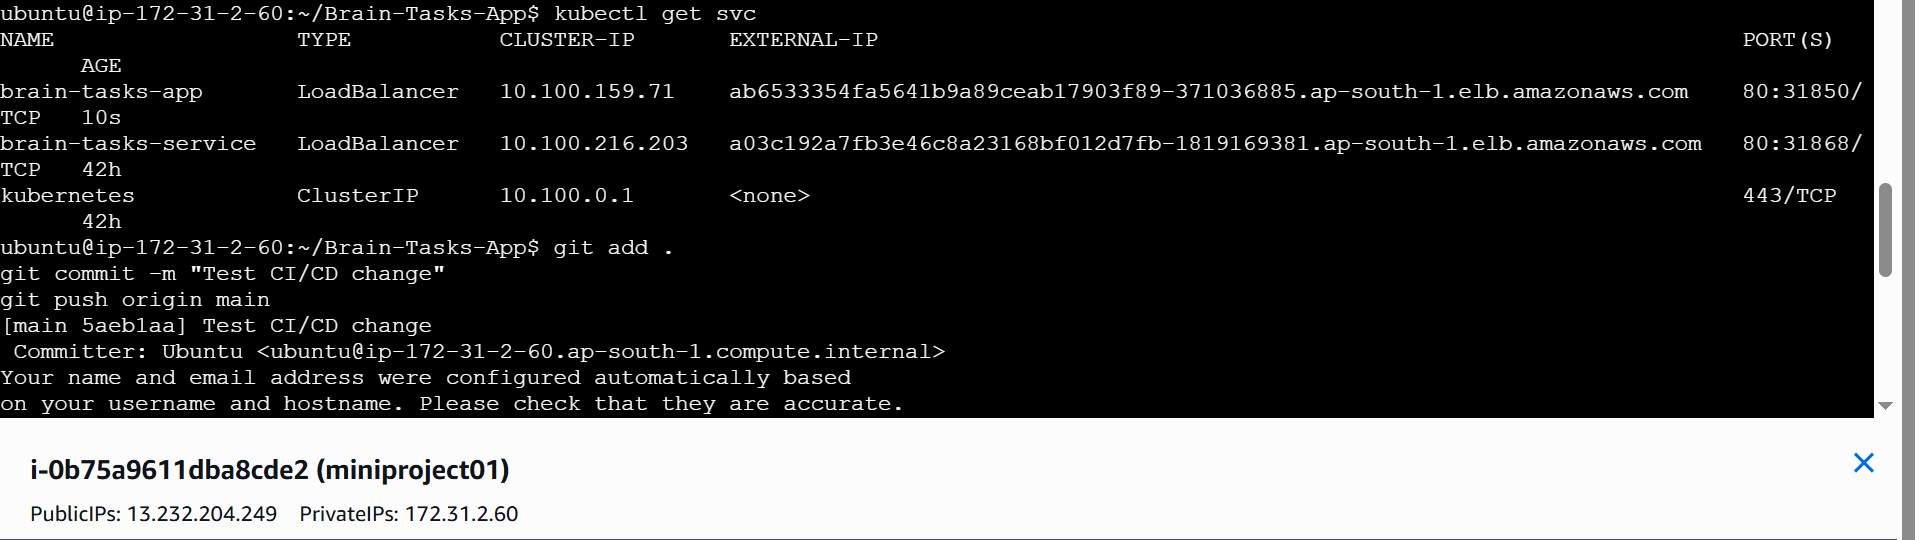 ubuntu@ip-172-31-2-60:~/Brain-Tasks-App$ kubectl get svc
NAME TYPE CLUSTER-IP EXTERNAL-IP PORT(S)
AGE
brain-tasks-app LoadBalancer 10.100.159.71 ab6533354fa5641b9a89ceab17903f89-371036885.ap-south-1.elb.amazonaws.com 80:31850/
TCP 10s
brain-tasks-service LoadBalancer 10.100.216.203 a03c192a7fb3e46c8a23168bf012d7fb-1819169381.ap-south-1.elb.amazonaws.com 80:31868/
TCP 42h
kubernetes ClusterIP 10.100.0.1 <none> 443/TCP
42h
ubuntu@ip-172-31-2-60:~/Brain-Tasks-App$ git add .
git commit -m "Test CI/CD change"
git push origin main
[main 5aeb1aa] Test CI/CD change
Committer: Ubuntu <ubuntu@ip-172-31-2-60.ap-south-1.compute.internal>
Your name and email address were configured automatically based
on your username and hostname. Please check that they are accurate.
i-0b75a9611dba8cde2 (miniproject01)
PublicIPs: 13.232.204.249 PrivateIPs: 172.31.2.60